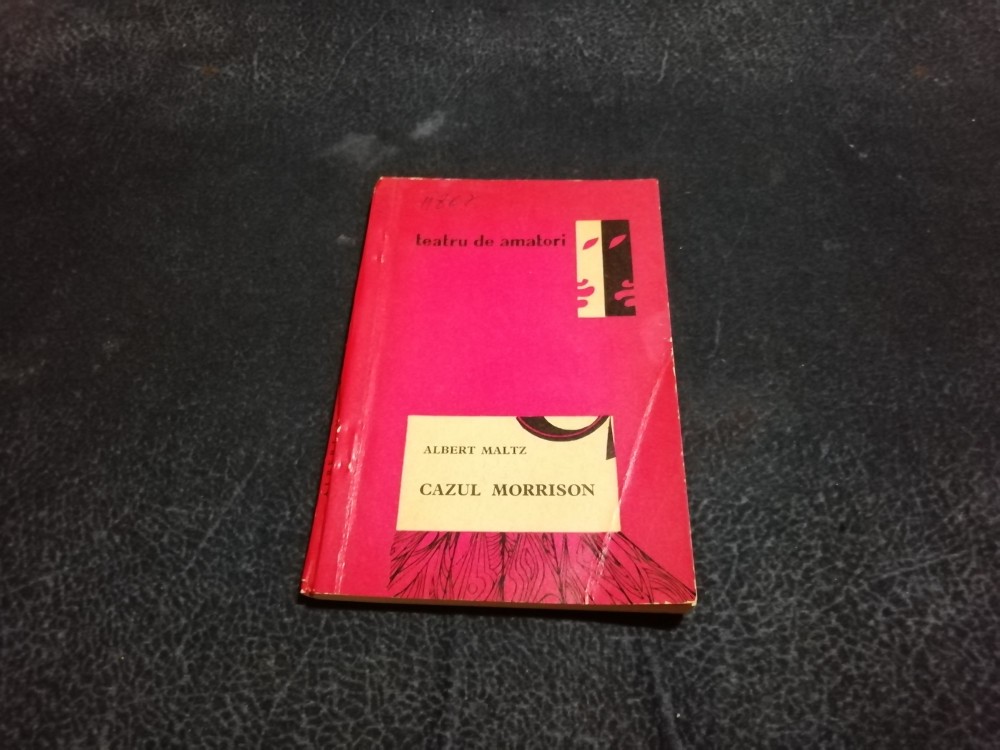 teatru de amatori
ALBERT MALTZ
CAZUL MORRISON